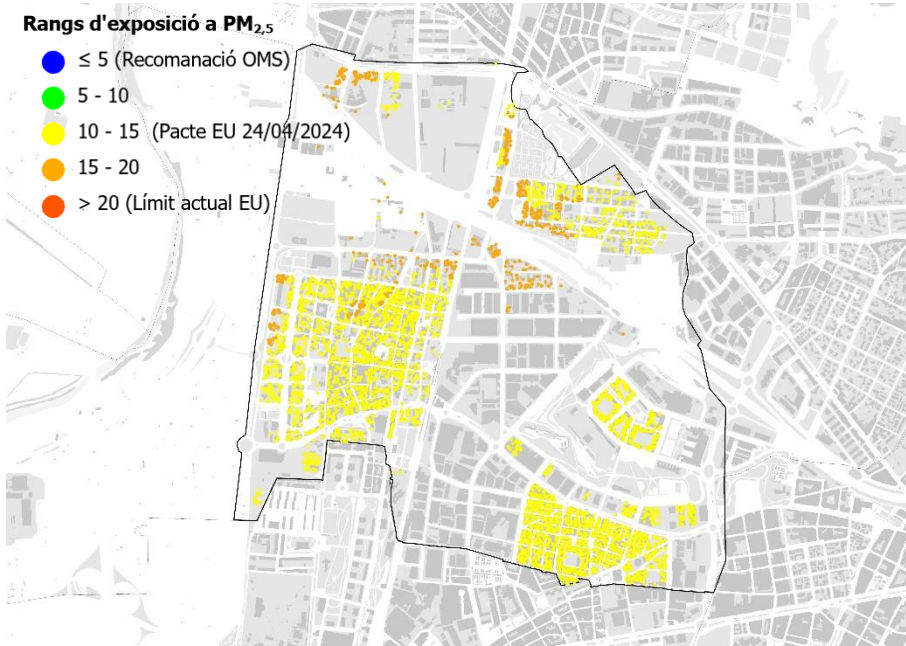 Rangs d'exposició a PM2,5
≤ 5 (Recomanació OMS)
5 - 10
10 - 15 (Pacte EU 24/04/2024)
15 - 20
> 20 (Límit actual EU)